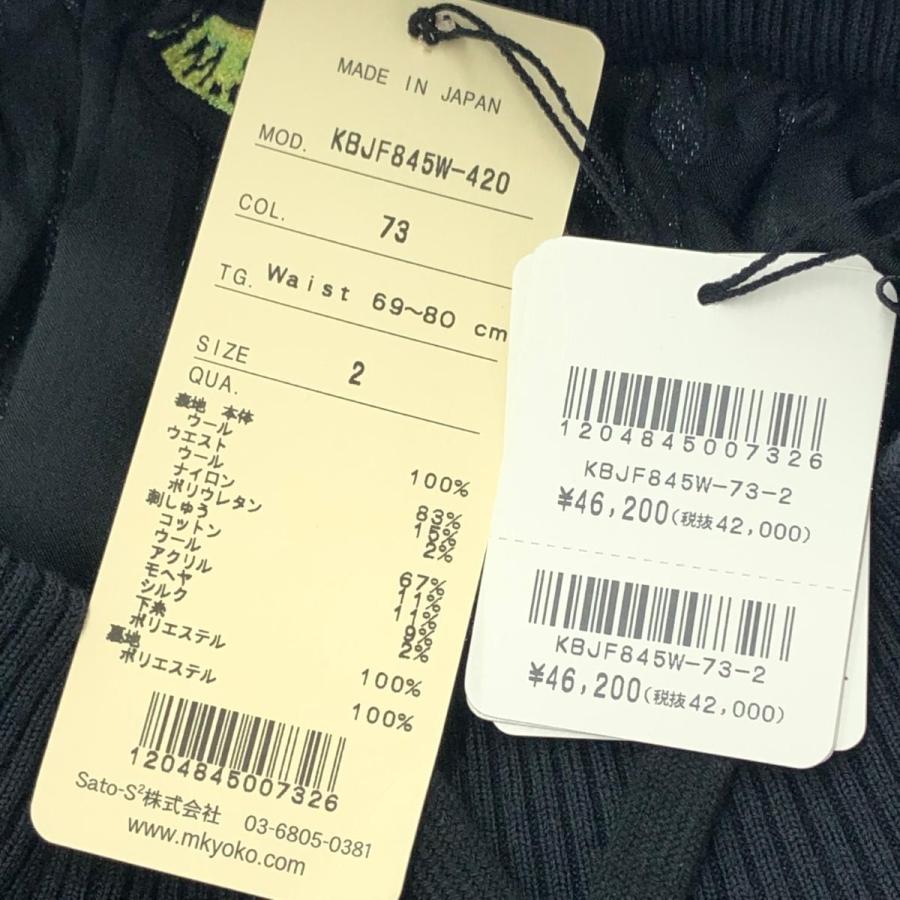 MADE IN JAPAN
MOD. KBJF845W-420
COL. 73
TG. Waist 69~80 cm
SIZE 2
QUA.
表地 本体
ウール 100%
ウエスト
ウール 83%
ナイロン 15%
ポリウレタン 2%
刺しゅう
コットン 67%
ウール 11%
アクリル 11%
モヘヤ 9%
シルク 2%
下糸
ポリエステル 100%
裏地
ポリエステル 100%
1204845007326
Sato-S²株式会社 03-6805-0381
www.mkyoko.com
1204845007326
KBJF845W-73-2
¥46,200(税抜42,000)
KBJF845W-73-2
¥46,200(税抜42,000)